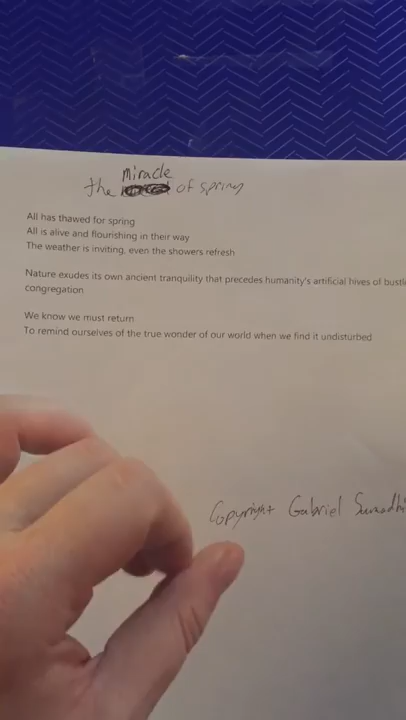 the miracle of spring
All has thawed for spring
All is alive and flourishing in their way
The weather is inviting, even the showers refresh
Nature exudes its own ancient tranquility that precedes humanity's artificial hives of
congregation
We know we must return
To remind ourselves of the true wonder of our world when we find it undisturbed
Copyright Gabriel